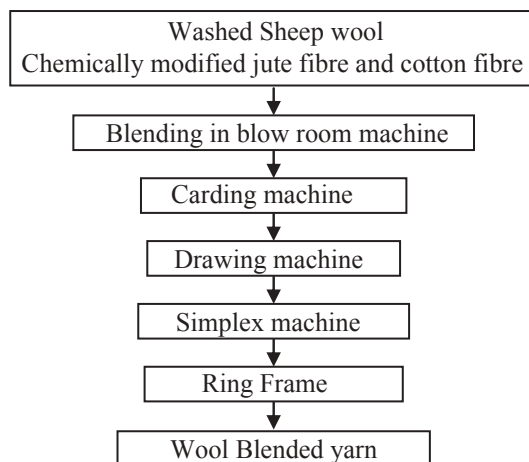 Washed Sheep wool
Chemically modified jute fibre and cotton fibre
Blending in blow room machine
Carding machine
Drawing machine
Simplex machine
Ring Frame
Wool Blended yarn